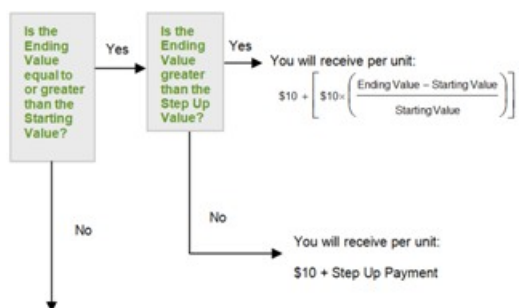 Is the
Ending
Value
equal to
or greater
than the
Starting
Value?
Yes
Is the
Ending
Value
greater
than the
Step Up
Value?
Yes
You will receive per unit:
$10 + [ $10× ( Ending Value – Starting Value
Starting Value ) ]
No
No
You will receive per unit:
$10 + Step Up Payment